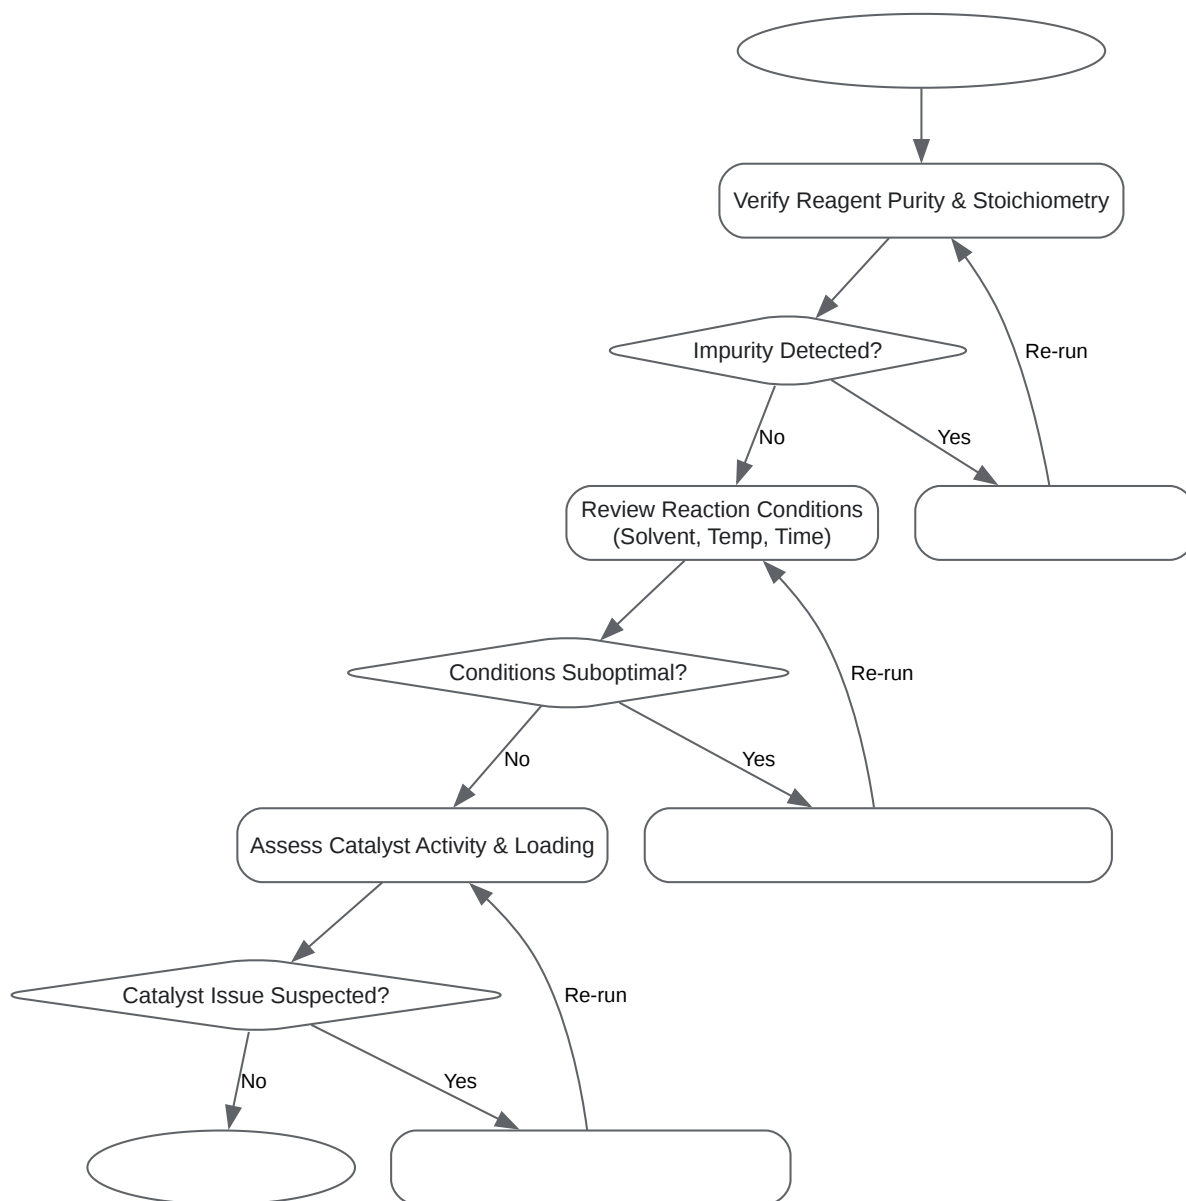 Verify Reagent Purity & Stoichiometry
Impurity Detected?
Re-run
No
Yes
Review Reaction Conditions
(Solvent, Temp, Time)
Conditions Suboptimal?
Re-run
No
Yes
Assess Catalyst Activity & Loading
Catalyst Issue Suspected?
Re-run
No
Yes